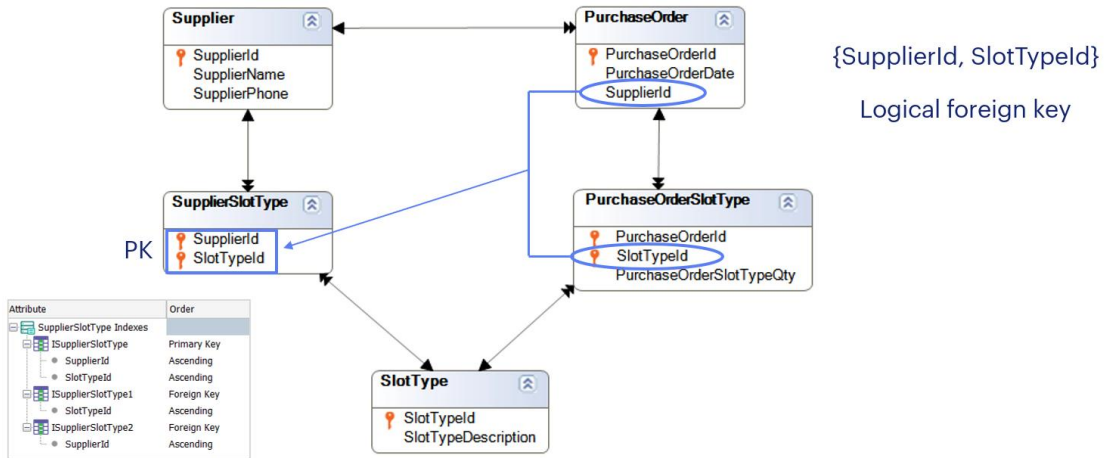 Supplier
SupplierId
SupplierName
SupplierPhone
PurchaseOrder
PurchaseOrderId
PurchaseOrderDate
SupplierId
{SupplierId, SlotTypeId}
Logical foreign key
SupplierSlotType
SupplierId
SlotTypeId
PK
PurchaseOrderSlotType
PurchaseOrderId
SlotTypeId
PurchaseOrderSlotTypeQty
SlotType
SlotTypeId
SlotTypeDescription
Attribute Order
SupplierSlotType Indexes
ISupplierSlotType Primary Key
SupplierId Ascending
SlotTypeId Ascending
ISupplierSlotType1 Foreign Key
SlotTypeId Ascending
ISupplierSlotType2 Foreign Key
SupplierId Ascending